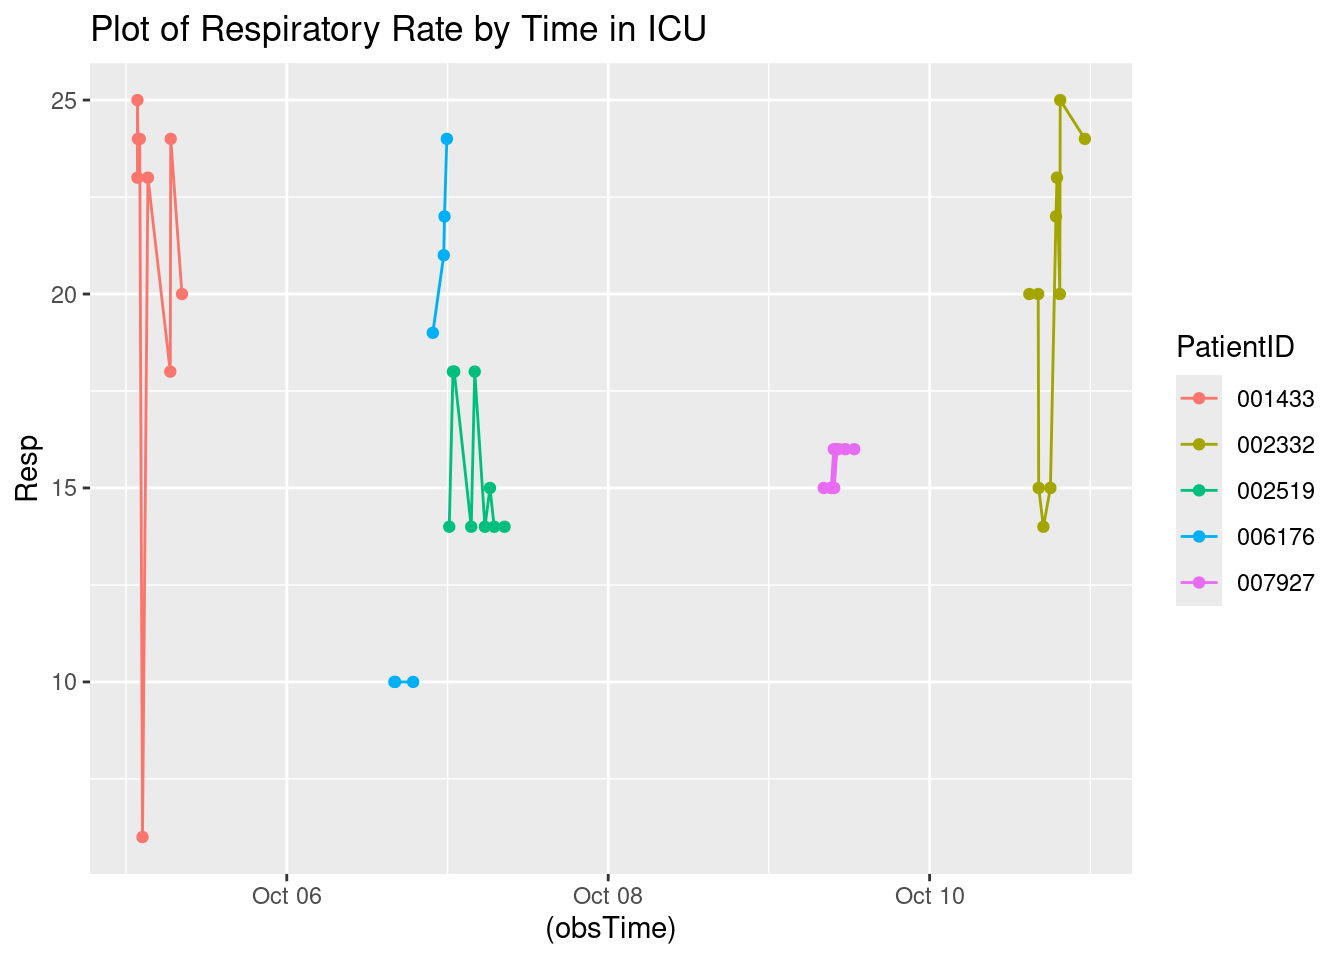 Plot of Respiratory Rate by Time in ICU
25
20
15
10
Resp
Oct 06
Oct 08
Oct 10
(obsTime)
PatientID
001433
002332
002519
006176
007927